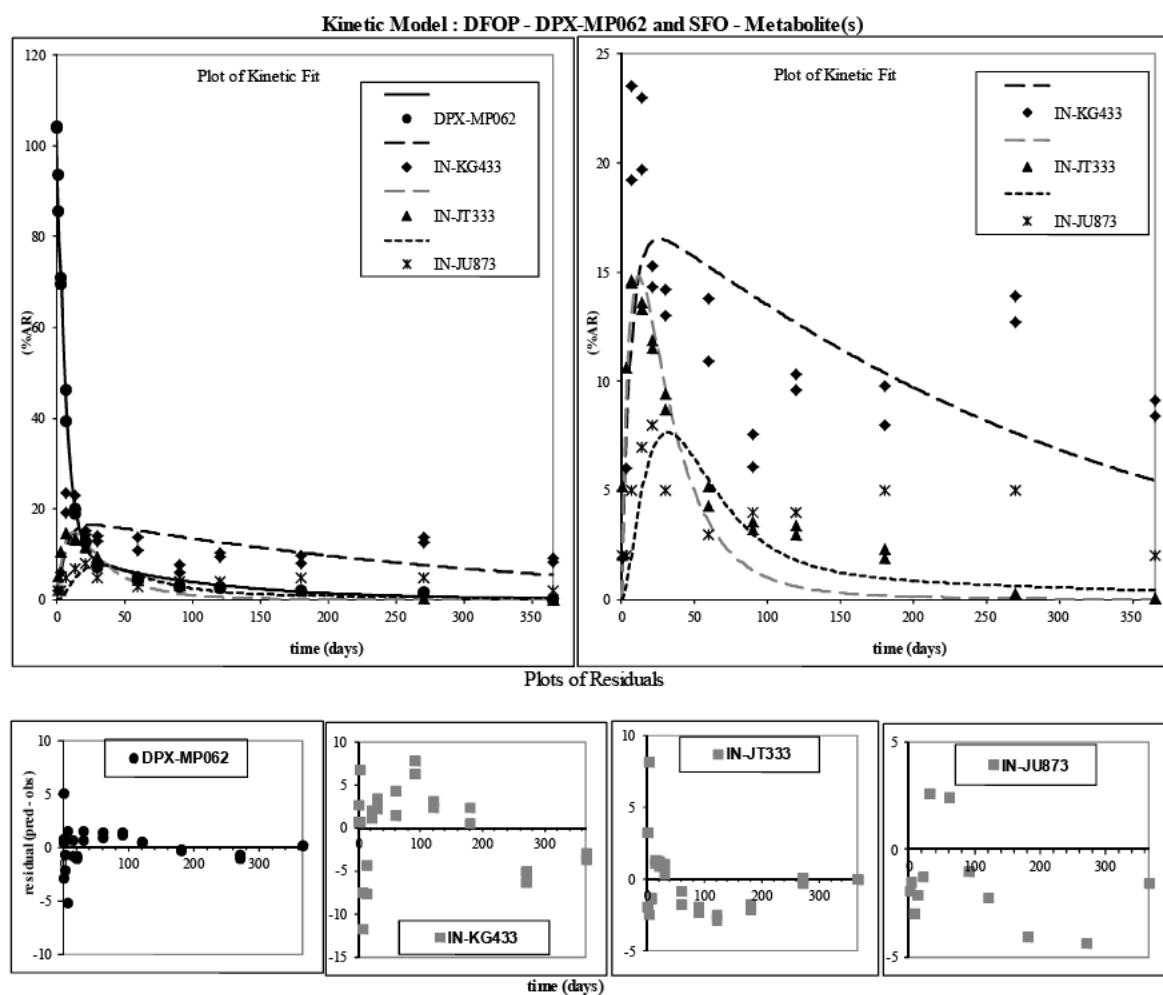 Kinetic Model : DFOP - DPX-MP062 and SFO - Metabolite(s)
Plot of Kinetic Fit
DPX-MP062
IN-KG433
IN-JT333
IN-JU873
(%AR)
120
100
80
60
40
20
0
0 50 100 150 200 250 300 350
time (days)
Plot of Kinetic Fit
IN-KG433
IN-JT333
IN-JU873
(%AR)
25
20
15
10
5
0
0 50 100 150 200 250 300 350
time (days)
Plots of Residuals
residual (pred - obs)
10
5
0
-5
-10
0 100 200 300
DPX-MP062
10
5
0
-5
-10
-15
0 100 200 300
IN-KG433
10
5
0
-5
0 100 200 300
IN-JT333
5
0
-5
0 100 200 300
IN-JU873
time (days)